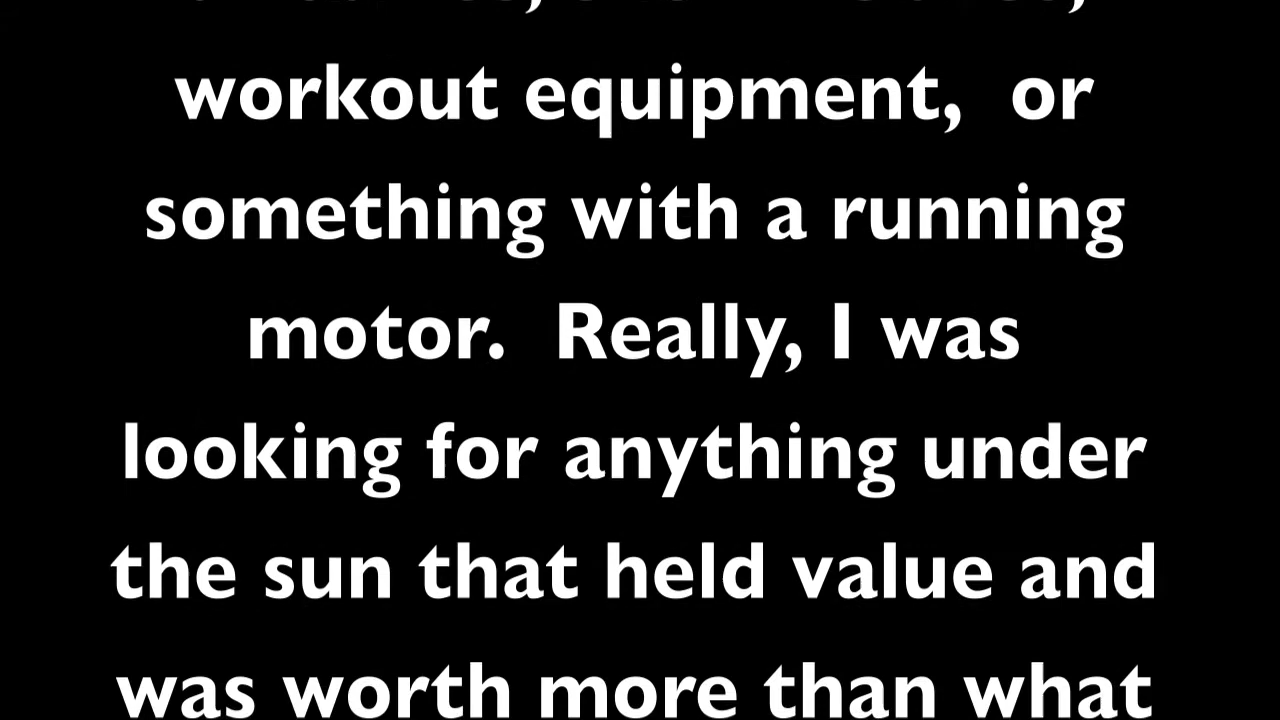 workout equipment,  or
something with a running
motor.  Really, I was
looking for anything under
the sun that held value and
was worth more than what